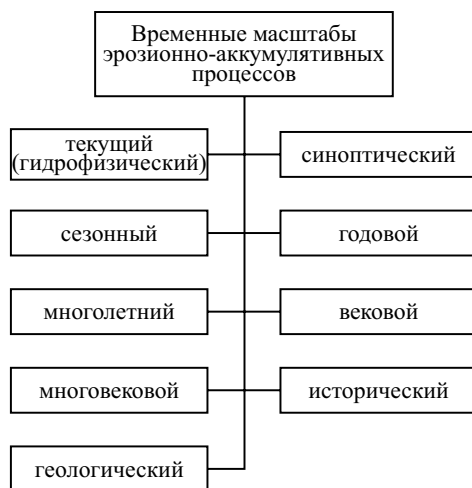 Временные масштабы
эрозионно-аккумулятивных
процессов
текущий
(гидрофизический)
синоптический
сезонный
годовой
многолетний
вековой
многовековой
исторический
геологический